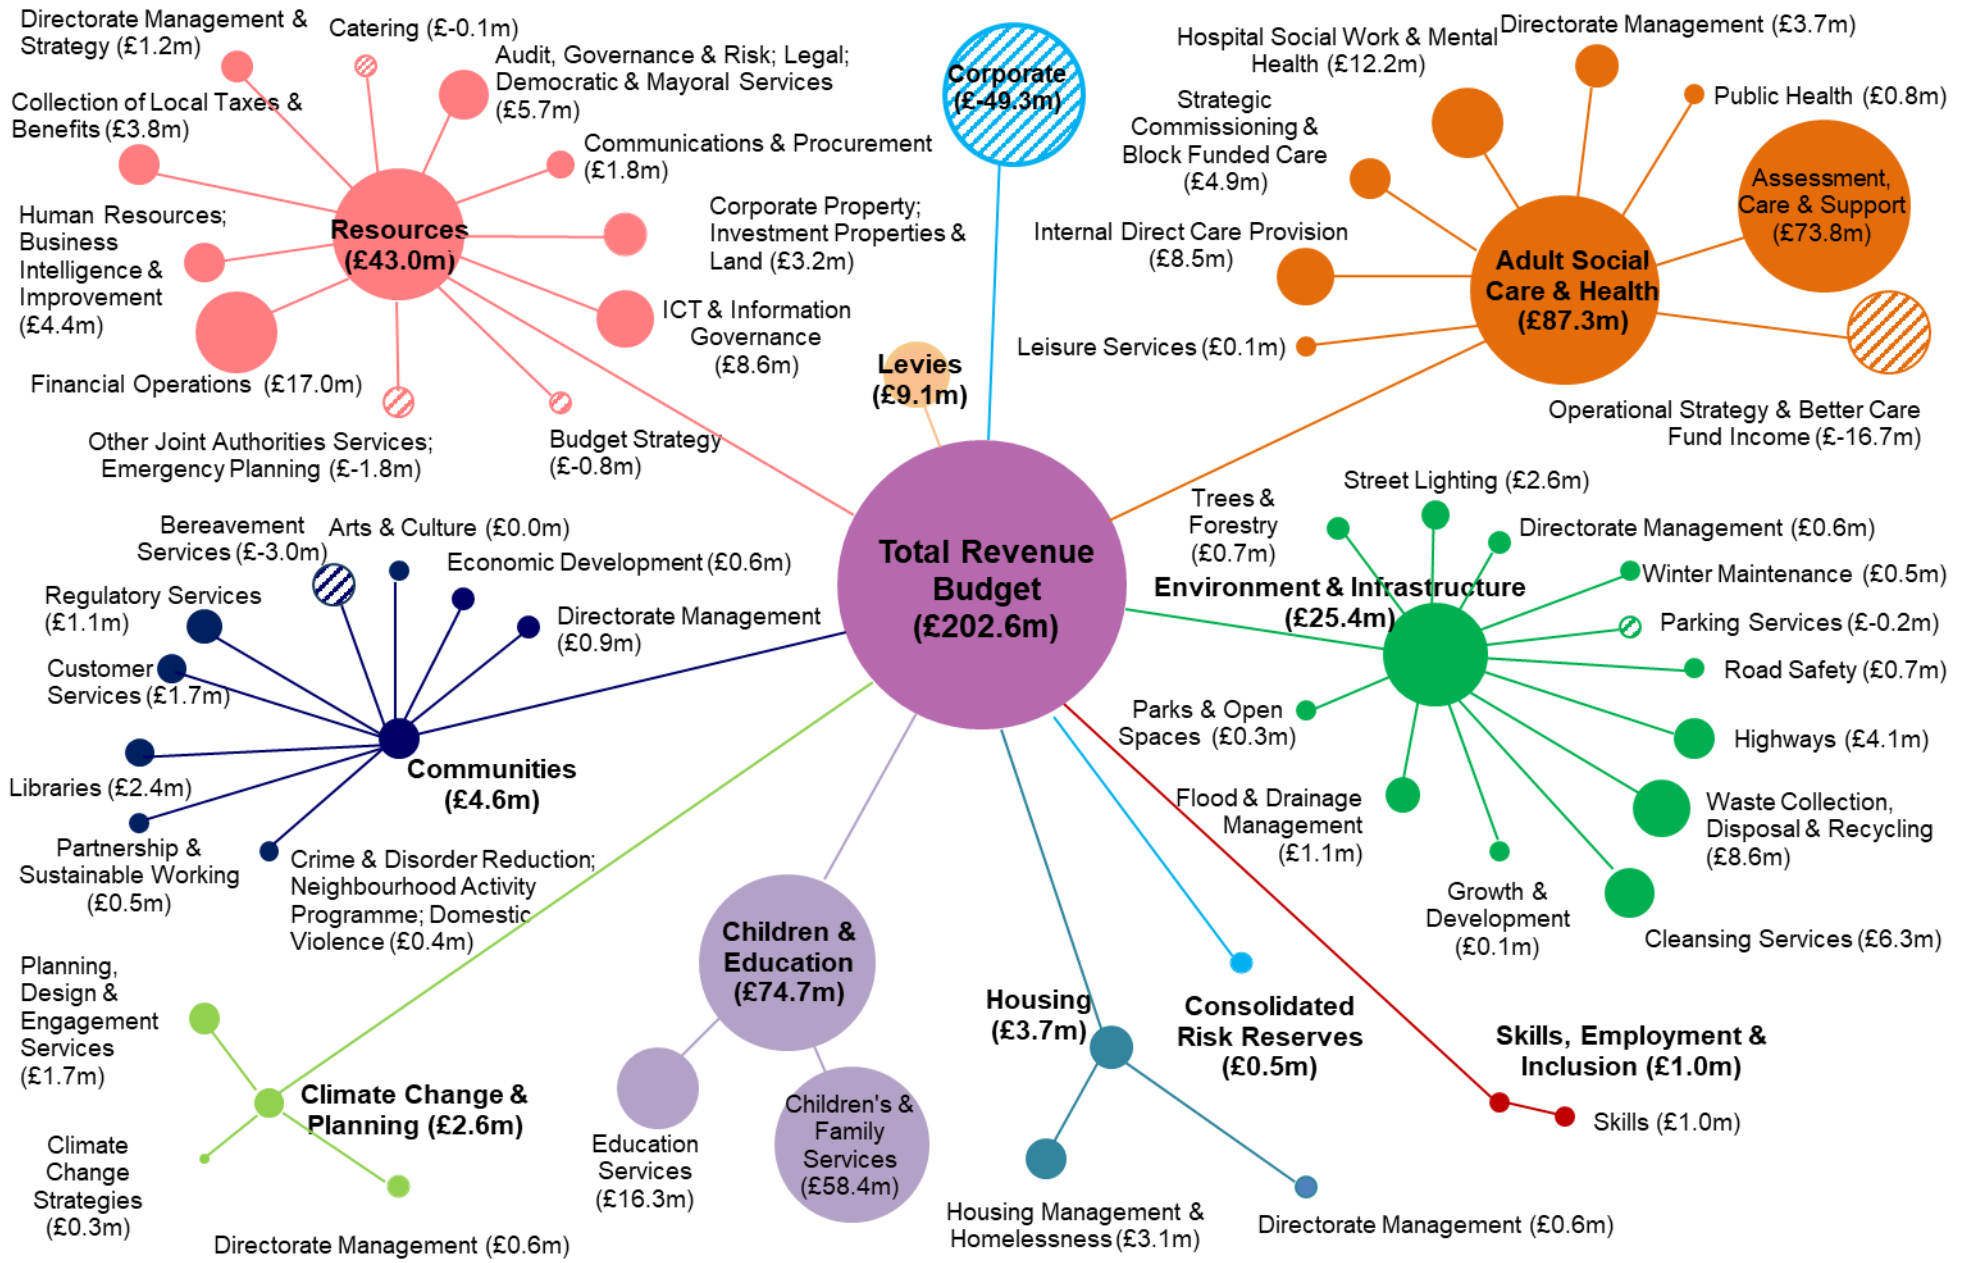 Directorate Management &
Strategy (£1.2m)
Catering (£-0.1m)
Audit, Governance & Risk; Legal;
Democratic & Mayoral Services
(£5.7m)
Collection of Local Taxes &
Benefits (£3.8m)
Communications & Procurement
(£1.8m)
Human Resources;
Business
Intelligence &
Improvement
(£4.4m)
Resources
(£43.0m)
Corporate Property;
Investment Properties &
Land (£3.2m)
ICT & Information
Governance
(£8.6m)
Financial Operations (£17.0m)
Other Joint Authorities Services;
Emergency Planning (£-1.8m)
Budget Strategy
(£-0.8m)
Corporate
(£-49.3m)
Levies
(£9.1m)
Directorate Management (£3.7m)
Hospital Social Work & Mental
Health (£12.2m)
Public Health (£0.8m)
Strategic
Commissioning &
Block Funded Care
(£4.9m)
Assessment,
Care & Support
(£73.8m)
Internal Direct Care Provision
(£8.5m)
Adult Social
Care & Health
(£87.3m)
Leisure Services (£0.1m)
Operational Strategy & Better Care
Fund Income (£-16.7m)
Total Revenue
Budget
(£202.6m)
Bereavement
Services (£-3.0m)
Arts & Culture (£0.0m)
Economic Development (£0.6m)
Regulatory Services
(£1.1m)
Directorate Management
(£0.9m)
Customer
Services (£1.7m)
Libraries (£2.4m)
Communities
(£4.6m)
Partnership &
Sustainable Working
(£0.5m)
Crime & Disorder Reduction;
Neighbourhood Activity
Programme; Domestic
Violence (£0.4m)
Street Lighting (£2.6m)
Trees &
Forestry
(£0.7m)
Directorate Management (£0.6m)
Environment & Infrastructure
(£25.4m)
Winter Maintenance (£0.5m)
Parking Services (£-0.2m)
Road Safety (£0.7m)
Parks & Open
Spaces (£0.3m)
Highways (£4.1m)
Flood & Drainage
Management
(£1.1m)
Waste Collection,
Disposal & Recycling
(£8.6m)
Growth &
Development
(£0.1m)
Cleansing Services (£6.3m)
Planning,
Design &
Engagement
Services
(£1.7m)
Climate Change &
Planning (£2.6m)
Climate
Change
Strategies
(£0.3m)
Directorate Management (£0.6m)
Children &
Education
(£74.7m)
Education
Services
(£16.3m)
Children's &
Family
Services
(£58.4m)
Housing
(£3.7m)
Housing Management &
Homelessness (£3.1m)
Directorate Management (£0.6m)
Consolidated
Risk Reserves
(£0.5m)
Skills, Employment &
Inclusion (£1.0m)
Skills (£1.0m)